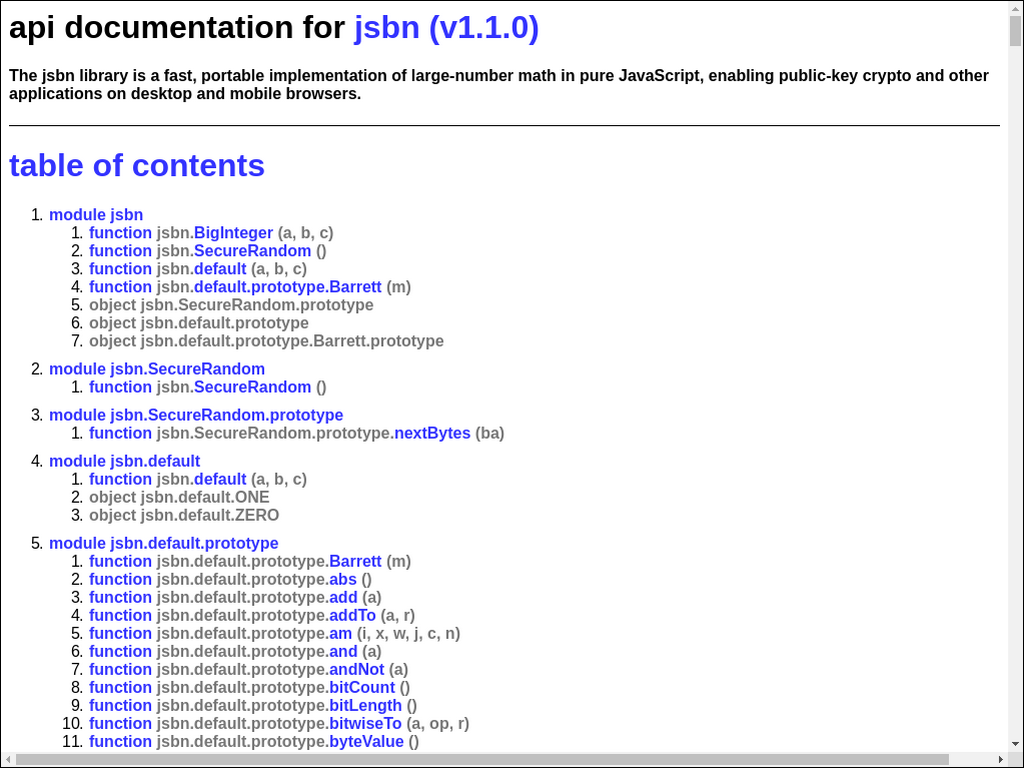 api documentation for jsbn (v1.1.0)
The jsbn library is a fast, portable implementation of large-number math in pure JavaScript, enabling public-key crypto and other
applications on desktop and mobile browsers.
table of contents
1. module jsbn
1. function jsbn.BigInteger (a, b, c)
2. function jsbn.SecureRandom ()
3. function jsbn.default (a, b, c)
4. function jsbn.default.prototype.Barrett (m)
5. object jsbn.SecureRandom.prototype
6. object jsbn.default.prototype
7. object jsbn.default.prototype.Barrett.prototype
2. module jsbn.SecureRandom
1. function jsbn.SecureRandom ()
3. module jsbn.SecureRandom.prototype
1. function jsbn.SecureRandom.prototype.nextBytes (ba)
4. module jsbn.default
1. function jsbn.default (a, b, c)
2. object jsbn.default.ONE
3. object jsbn.default.ZERO
5. module jsbn.default.prototype
1. function jsbn.default.prototype.Barrett (m)
2. function jsbn.default.prototype.abs ()
3. function jsbn.default.prototype.add (a)
4. function jsbn.default.prototype.addTo (a, r)
5. function jsbn.default.prototype.am (i, x, w, j, c, n)
6. function jsbn.default.prototype.and (a)
7. function jsbn.default.prototype.andNot (a)
8. function jsbn.default.prototype.bitCount ()
9. function jsbn.default.prototype.bitLength ()
10. function jsbn.default.prototype.bitwiseTo (a, op, r)
11. function jsbn.default.prototype.byteValue ()